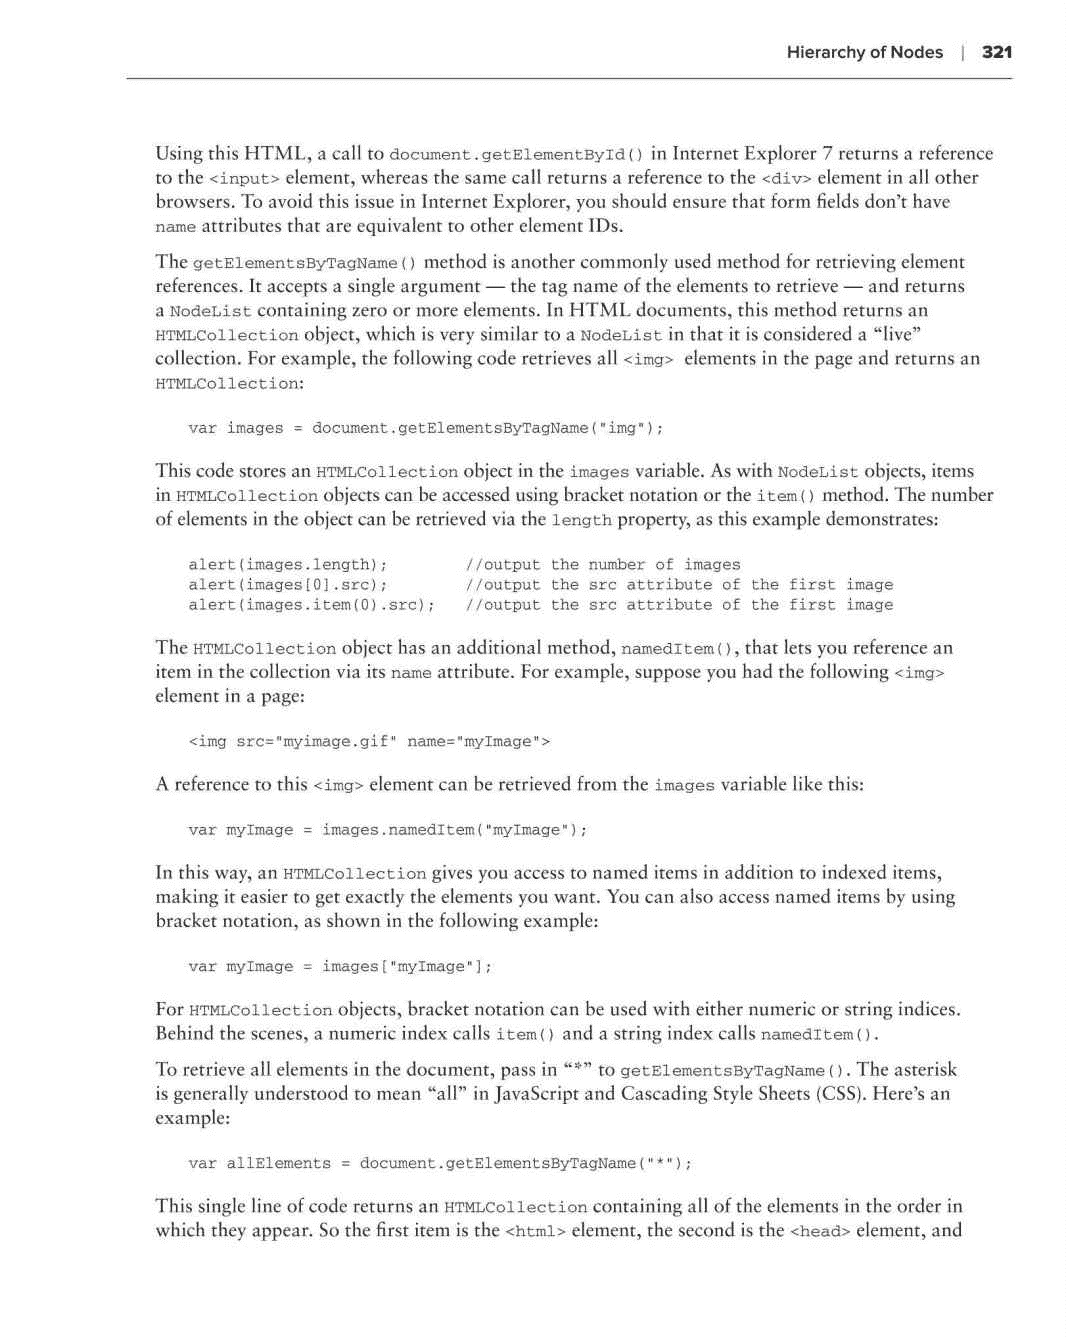 Hierarchy of Nodes | 321
Using this HTML, a call to document.getElementById() in Internet Explorer 7 returns a reference
to the <input> element, whereas the same call returns a reference to the <div> element in all other
browsers. To avoid this issue in Internet Explorer, you should ensure that form fields don’t have
name attributes that are equivalent to other element IDs.
The getElementsByTagName() method is another commonly used method for retrieving element
references. It accepts a single argument — the tag name of the elements to retrieve — and returns
a NodeList containing zero or more elements. In HTML documents, this method returns an
HTMLCollection object, which is very similar to a NodeList in that it is considered a “live”
collection. For example, the following code retrieves all <img> elements in the page and returns an
HTMLCollection:
var images = document.getElementsByTagName("img");
This code stores an HTMLCollection object in the images variable. As with NodeList objects, items
in HTMLCollection objects can be accessed using bracket notation or the item() method. The number
of elements in the object can be retrieved via the length property, as this example demonstrates:
alert(images.length); //output the number of images
alert(images[0].src); //output the src attribute of the first image
alert(images.item(0).src); //output the src attribute of the first image
The HTMLCollection object has an additional method, namedItem(), that lets you reference an
item in the collection via its name attribute. For example, suppose you had the following <img>
element in a page:
<img src="myimage.gif" name="myImage">
A reference to this <img> element can be retrieved from the images variable like this:
var myImage = images.namedItem("myImage");
In this way, an HTMLCollection gives you access to named items in addition to indexed items,
making it easier to get exactly the elements you want. You can also access named items by using
bracket notation, as shown in the following example:
var myImage = images["myImage"];
For HTMLCollection objects, bracket notation can be used with either numeric or string indices.
Behind the scenes, a numeric index calls item() and a string index calls namedItem().
To retrieve all elements in the document, pass in “*” to getElementsByTagName(). The asterisk
is generally understood to mean “all” in JavaScript and Cascading Style Sheets (CSS). Here’s an
example:
var allElements = document.getElementsByTagName("*");
This single line of code returns an HTMLCollection containing all of the elements in the order in
which they appear. So the first item is the <html> element, the second is the <head> element, and